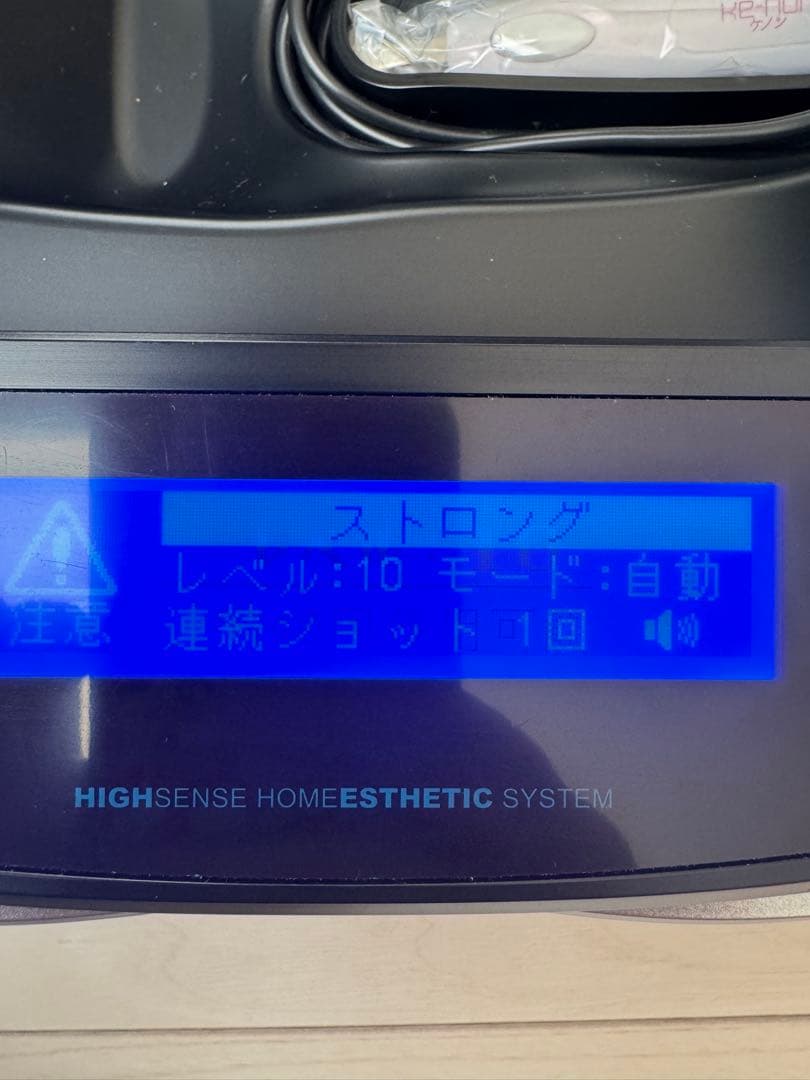 ke-non
ケノン
ストロング
レベル:10 モード:自動
注意
連続ショット 1回
HIGHSENSE HOMEESTHETIC SYSTEM